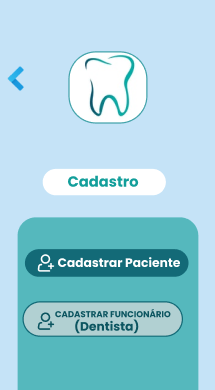 Cadastro
Cadastrar Paciente
CADASTRAR FUNCIONÁRIO
(Dentista)